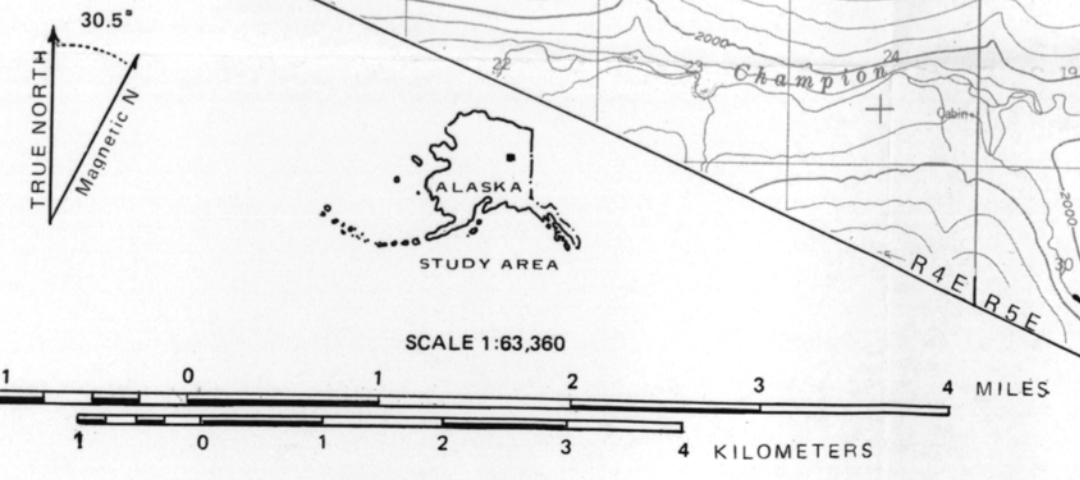 30.5°
TRUE NORTH
Magnetic N
22
23
2000
24
19
Champion
Cabin
ALASKA
STUDY AREA
2000
30
R4E
R5E
SCALE 1:63,360
1 0 1 2 3 4 MILES
1 0 1 2 3 4 KILOMETERS